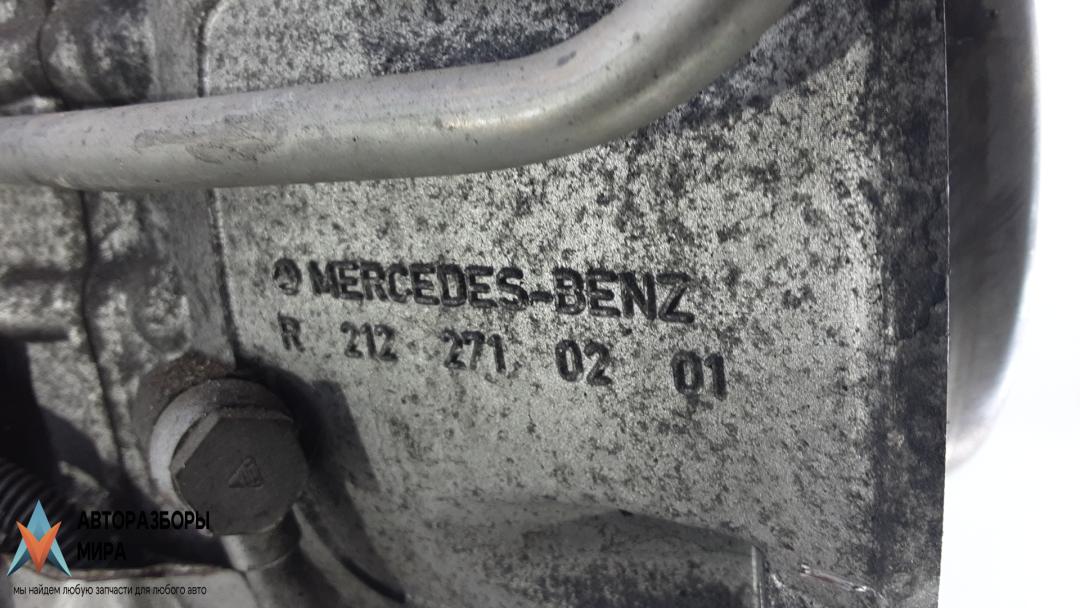 MERCEDES-BENZ
R 212 271 02 01
АВТОРАЗБОРЫ
МИРА
мы найдем любую запчасти для любого авто